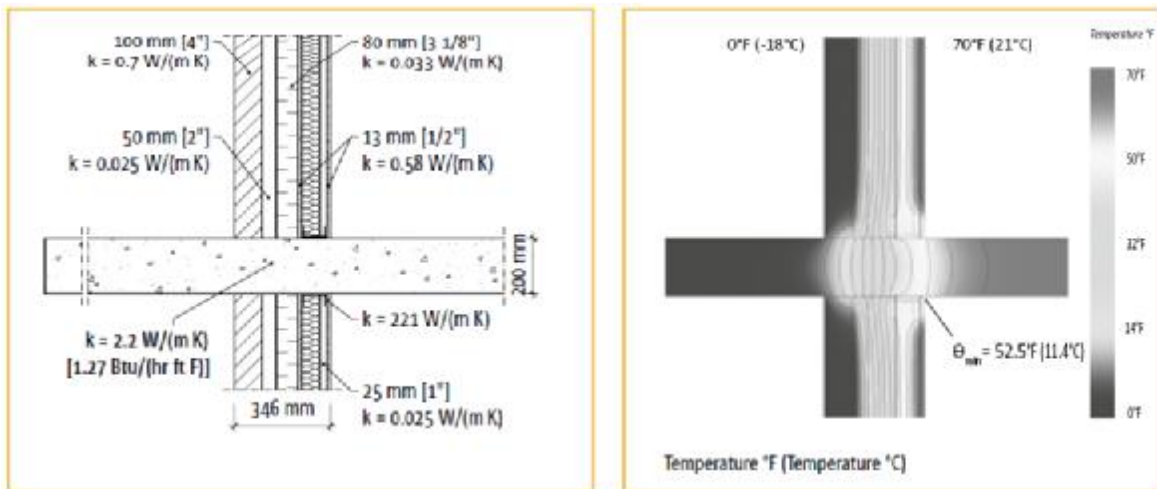 100 mm [4"]
k = 0.7 W/(m K)
80 mm [3 1/8"]
k = 0.033 W/(m K)
50 mm [2"]
k = 0.025 W/(m K)
13 mm [1/2"]
k = 0.58 W/(m K)
200 mm
k = 2.2 W/(m K)
[1.27 Btu/(hr ft F)]
k = 221 W/(m K)
25 mm [1"]
k = 0.025 W/(m K)
346 mm
0°F (-18°C)
70°F (21°C)
Temperature °F
70°F
50°F
32°F
14°F
0°F
Θmin = 52.5°F (11.4°C)
Temperature °F (Temperature °C)